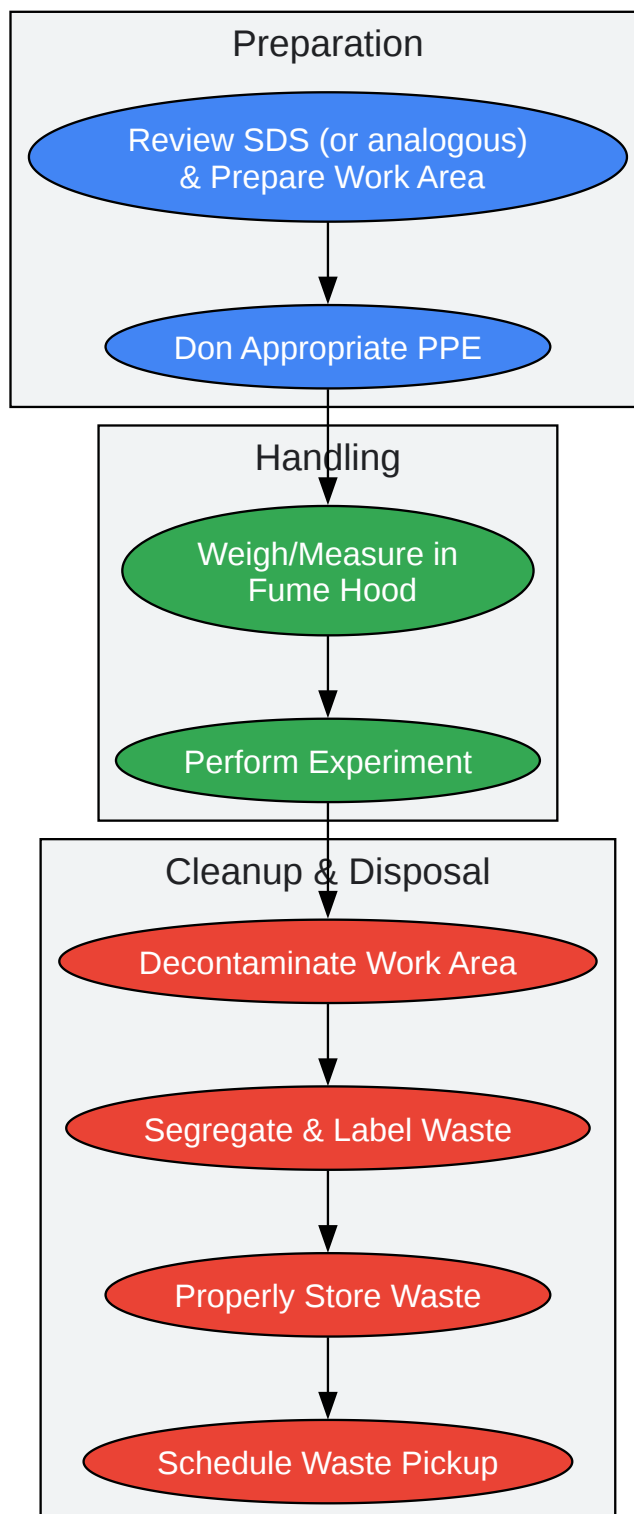 Preparation
Review SDS (or analogous)
& Prepare Work Area
Don Appropriate PPE
Handling
Weigh/Measure in
Fume Hood
Perform Experiment
Cleanup & Disposal
Decontaminate Work Area
Segregate & Label Waste
Properly Store Waste
Schedule Waste Pickup